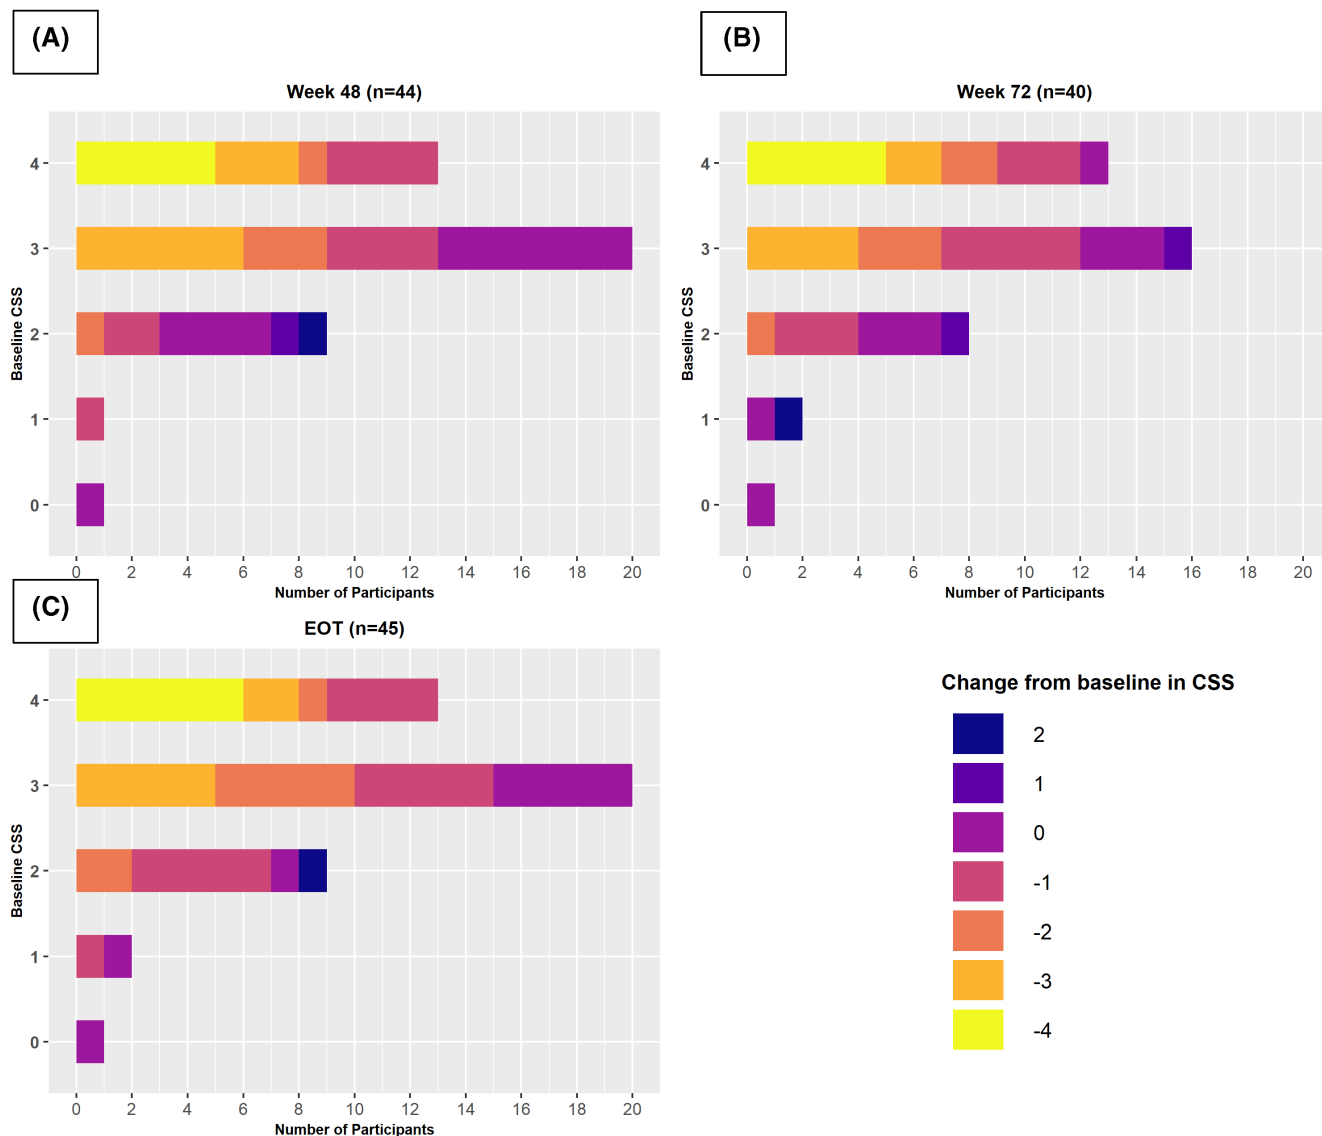 (A)
Week 48 (n=44)
Baseline CSS
4
3
2
1
0
0 2 4 6 8 10 12 14 16 18 20
Number of Participants
(B)
Week 72 (n=40)
Baseline CSS
4
3
2
1
0
0 2 4 6 8 10 12 14 16 18 20
Number of Participants
(C)
EOT (n=45)
Baseline CSS
4
3
2
1
0
0 2 4 6 8 10 12 14 16 18 20
Number of Participants
Change from baseline in CSS
2
1
0
-1
-2
-3
-4